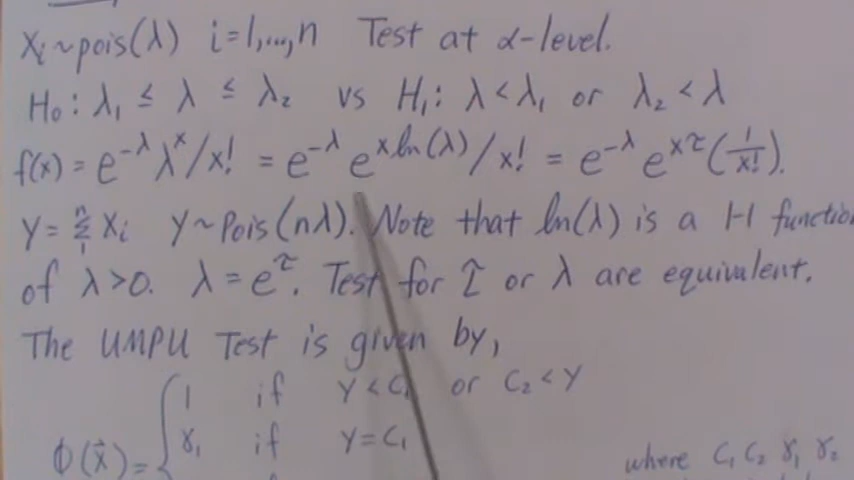 Xi ~ pois(λ) i=1,...,n Test at α-level.
H₀: λ₁ ≤ λ ≤ λ₂ vs H₁: λ < λ₁ or λ₂ < λ
f(x) = e^{-λ} λ^x / x! = e^{-λ} e^{x ln(λ)} / x! = e^{-λ} e^{xτ} (1/x!).
Y = Σ₁ⁿ Xi Y ~ Pois(nλ). Note that ln(λ) is a 1-1 functio
of λ > 0. λ = e^τ. Test for τ or λ are equivalent.
The UMPU Test is given by,
1 if Y < C₁ or C₂ < Y
Φ(x⃗) = { γ₁ if Y = C₁
where C₁ C₂ γ₁ γ₂